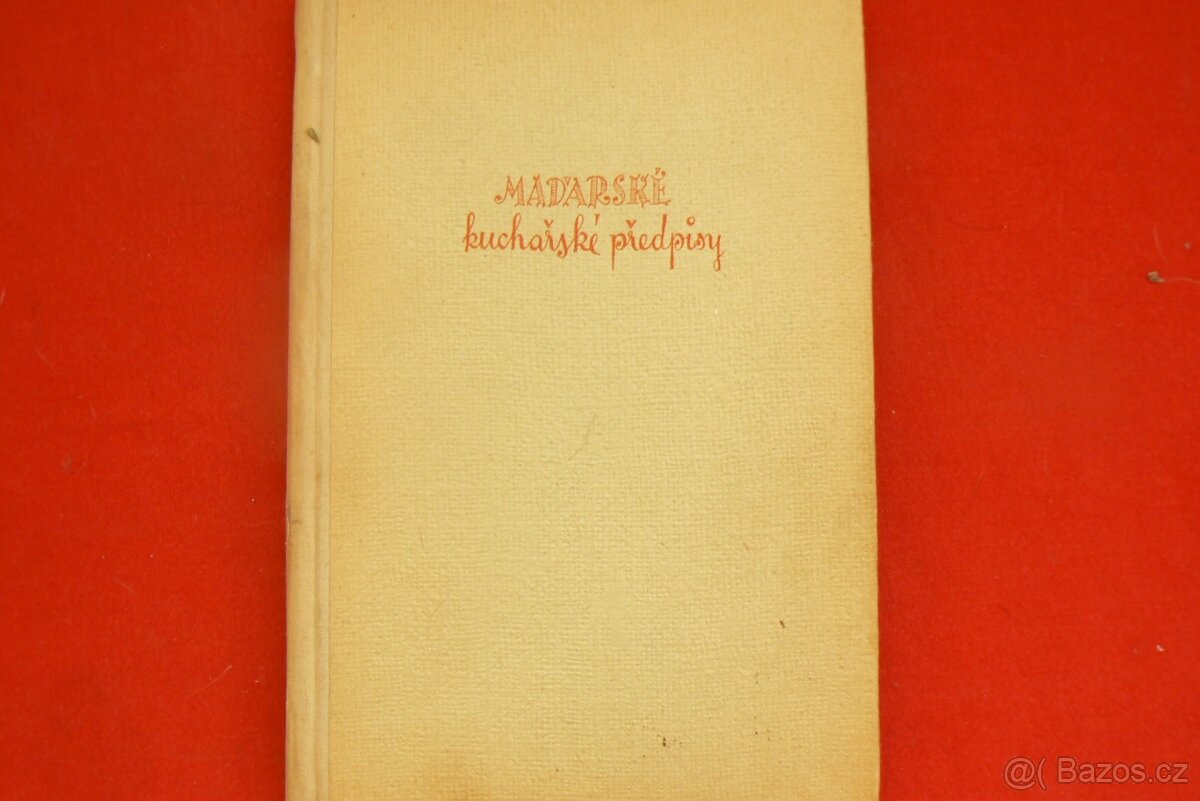 MAĎARSKÉ
kuchařské předpisy
@( Bazos.cz